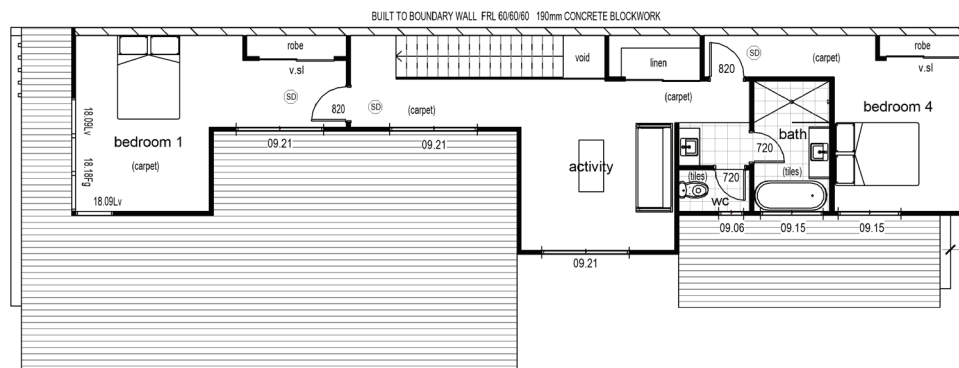 BUILT TO BOUNDARY WALL FRL 60/60/60 190mm CONCRETE BLOCKWORK
robe
v.sl
void
linen
820
SD
(carpet)
robe
v.sl
SD
820
SD
(carpet)
(carpet)
bedroom 4
18.09Lv
bedroom 1
(carpet)
18.18Fg
18.09Lv
09.21
09.21
activity
bath
720
(tiles)
720
(tiles)
wc
09.06
09.15
09.15
09.21